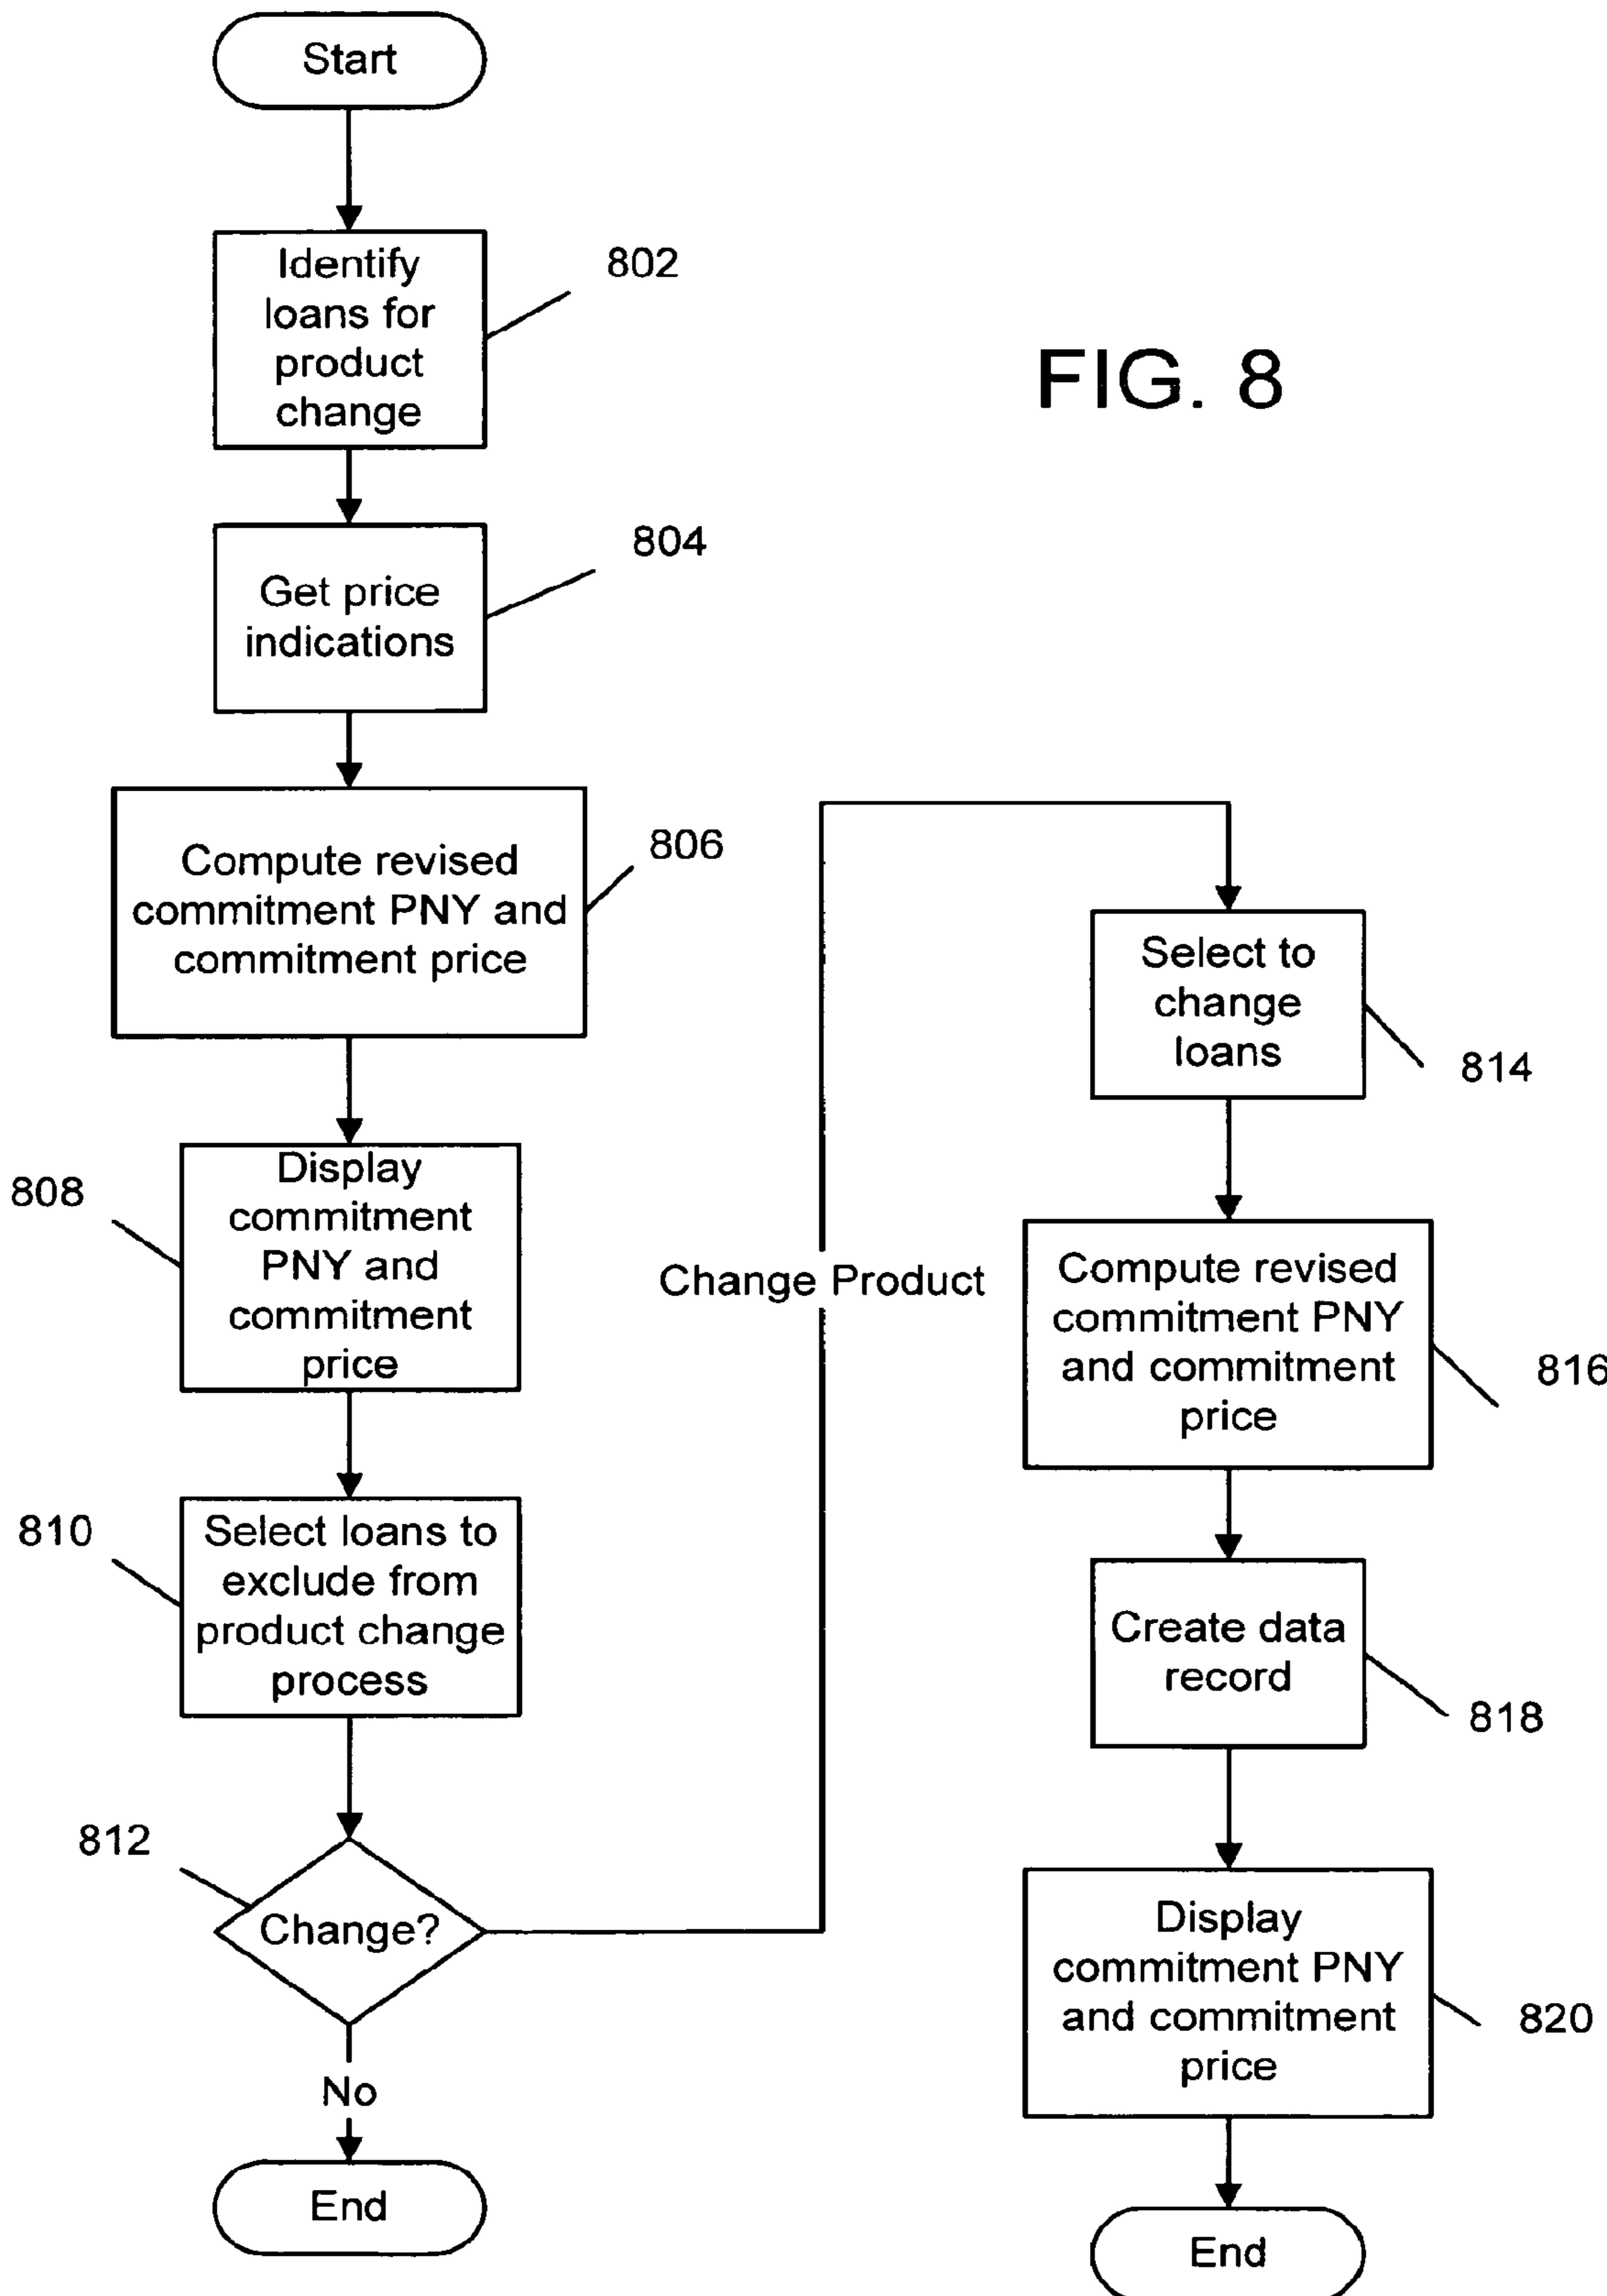 Start
Identify
loans for
product
change
802
FIG. 8
Get price
indications
804
Compute revised
commitment PNY and
commitment price
806
Display
commitment
PNY and
commitment
price
808
Select loans to
exclude from
product change
process
810
Change?
812
No
End
Change Product
Select to
change
loans
814
Compute revised
commitment PNY
and commitment
price
816
Create data
record
818
Display
commitment PNY
and commitment
price
820
End